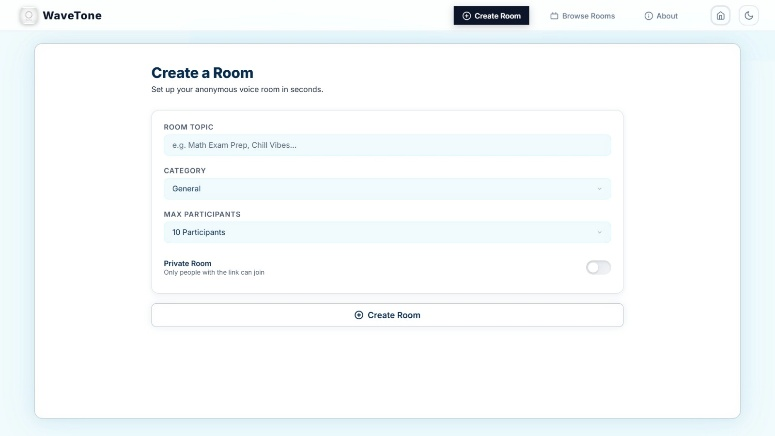 WaveTone
Create Room
Browse Rooms
About
Create a Room
Set up your anonymous voice room in seconds.
ROOM TOPIC
e.g. Math Exam Prep, Chill Vibes...
CATEGORY
General
MAX PARTICIPANTS
10 Participants
Private Room
Only people with the link can join
Create Room